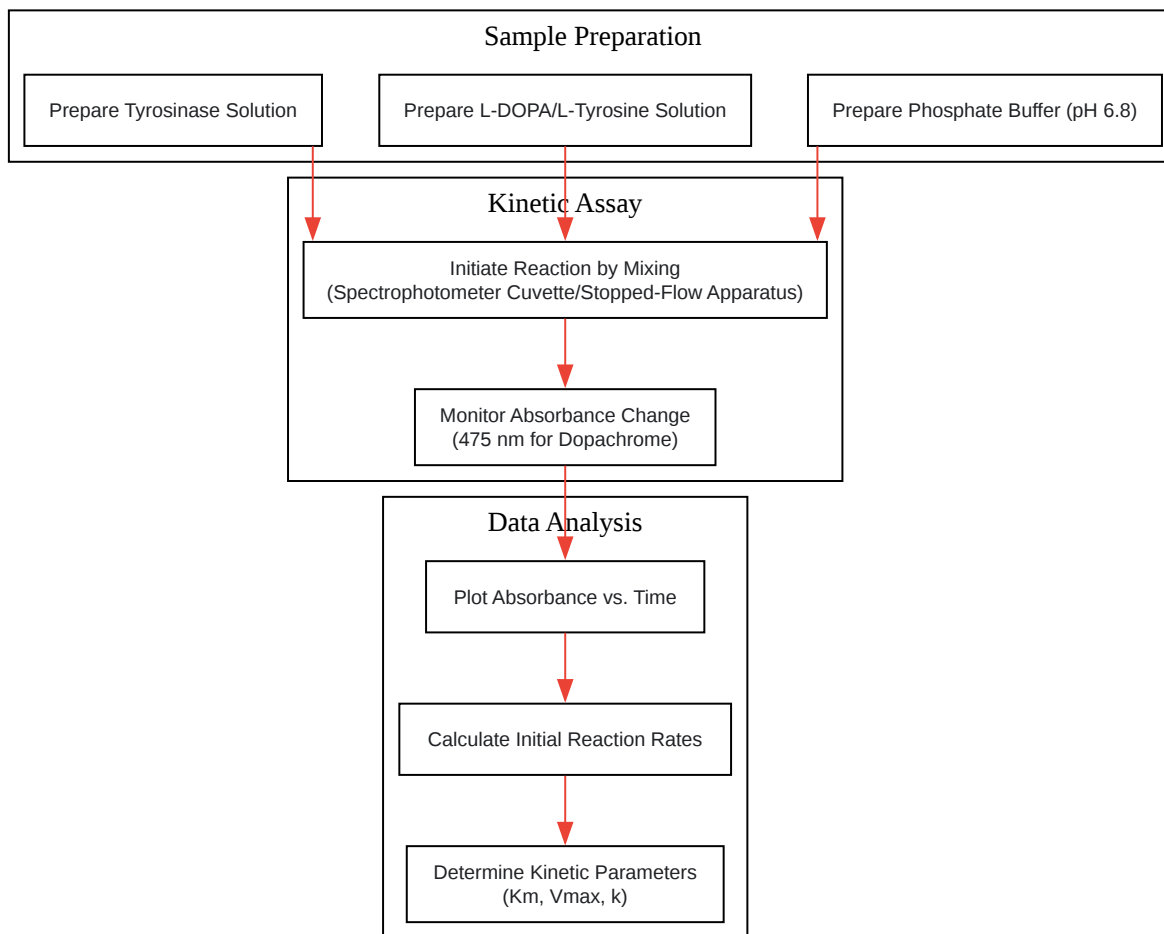 Sample Preparation
Prepare Tyrosinase Solution
Prepare L-DOPA/L-Tyrosine Solution
Prepare Phosphate Buffer (pH 6.8)
Kinetic Assay
Initiate Reaction by Mixing
(Spectrophotometer Cuvette/Stopped-Flow Apparatus)
Monitor Absorbance Change
(475 nm for Dopachrome)
Data Analysis
Plot Absorbance vs. Time
Calculate Initial Reaction Rates
Determine Kinetic Parameters
(Km, Vmax, k)